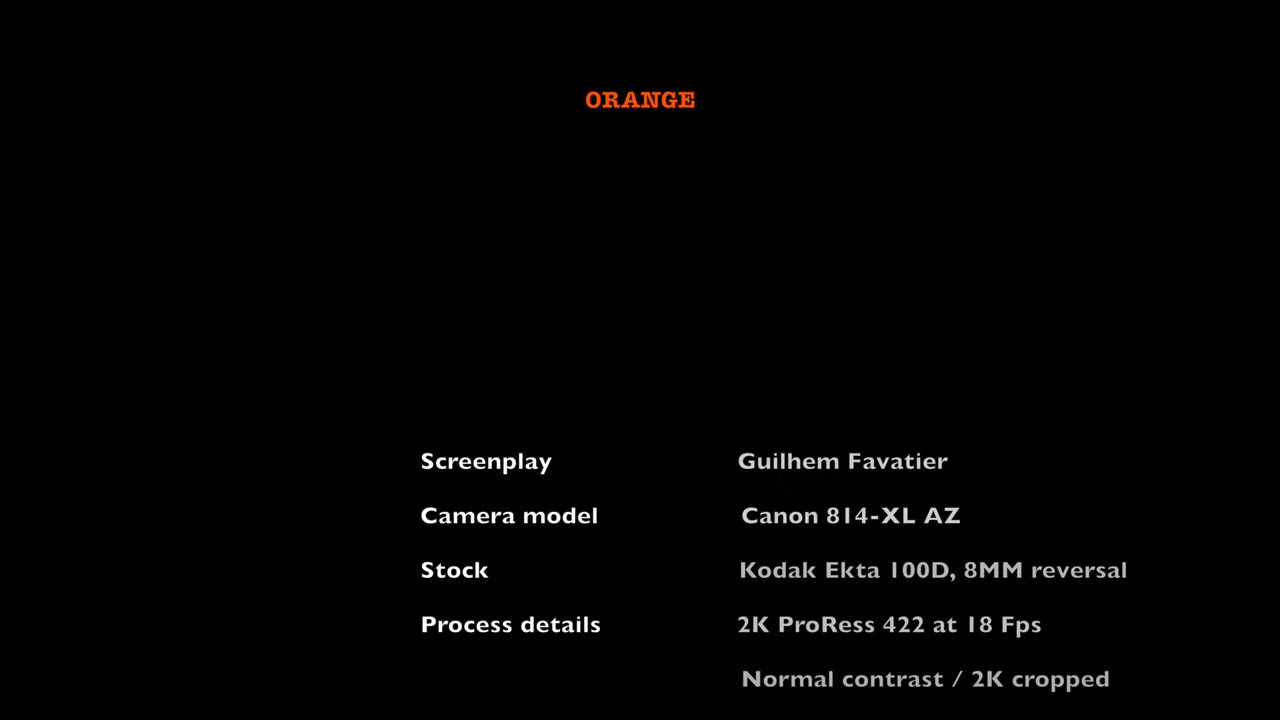 ORANGE
Screenplay Guilhem Favatier
Camera model Canon 814-XL AZ
Stock Kodak Ekta 100D, 8MM reversal
Process details 2K ProRess 422 at 18 Fps
Normal contrast / 2K cropped